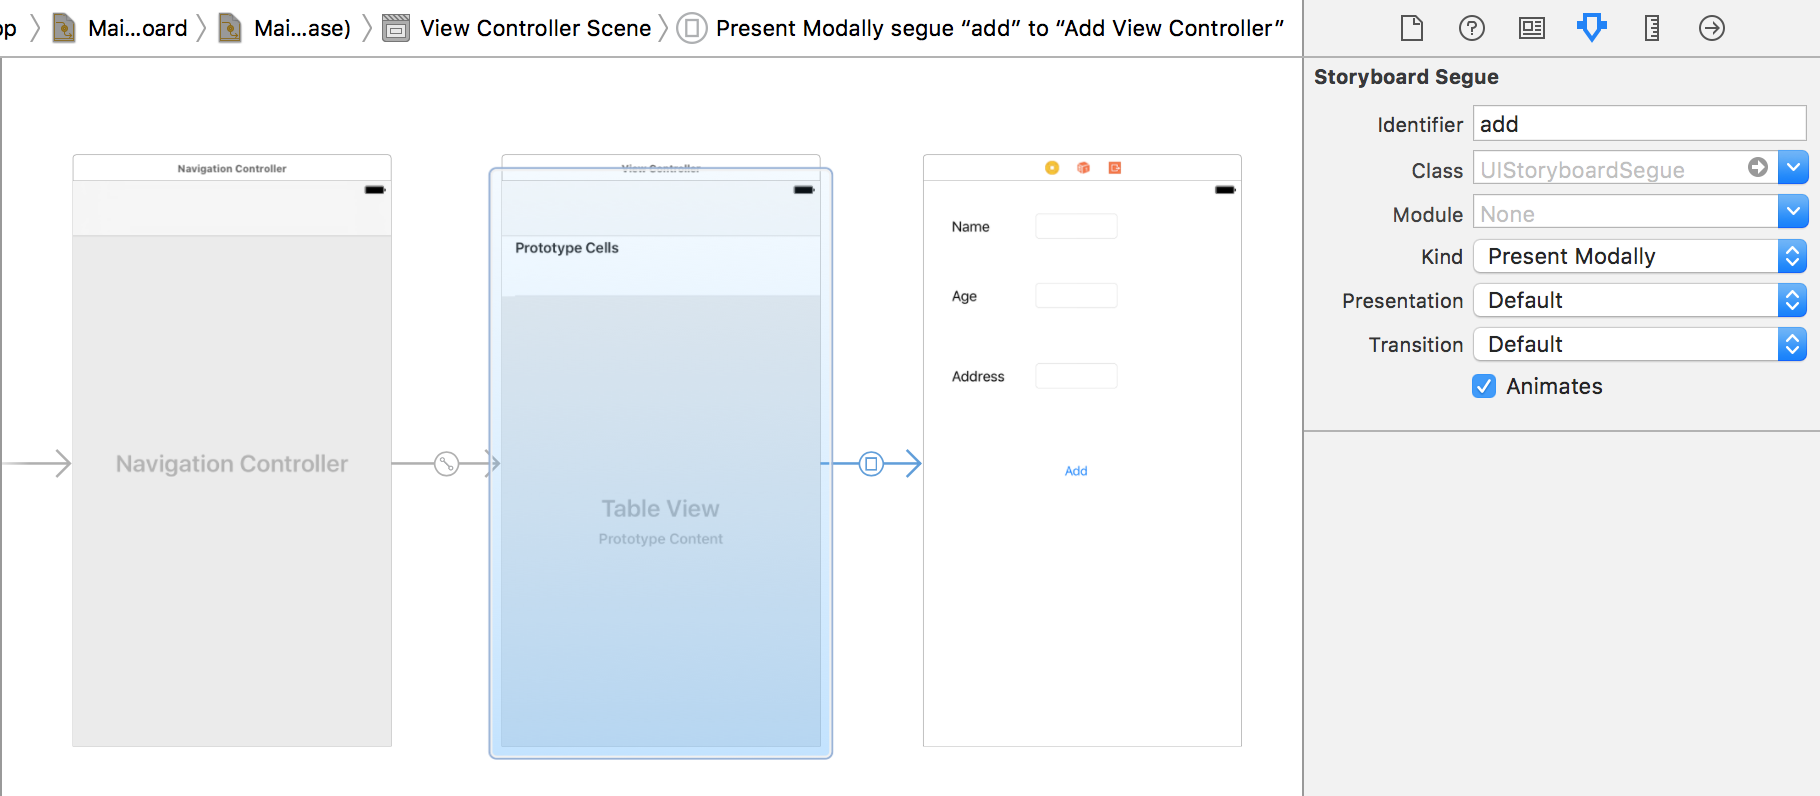 op Mai...oard Mai...ase) View Controller Scene Present Modally segue “add” to “Add View Controller”
Storyboard Segue
Identifier add
Class UIStoryboardSegue
Module None
Kind Present Modally
Presentation Default
Transition Default
Animates
Navigation Controller
Navigation Controller
View Controller
Prototype Cells
Table View
Prototype Content
Name
Age
Address
Add